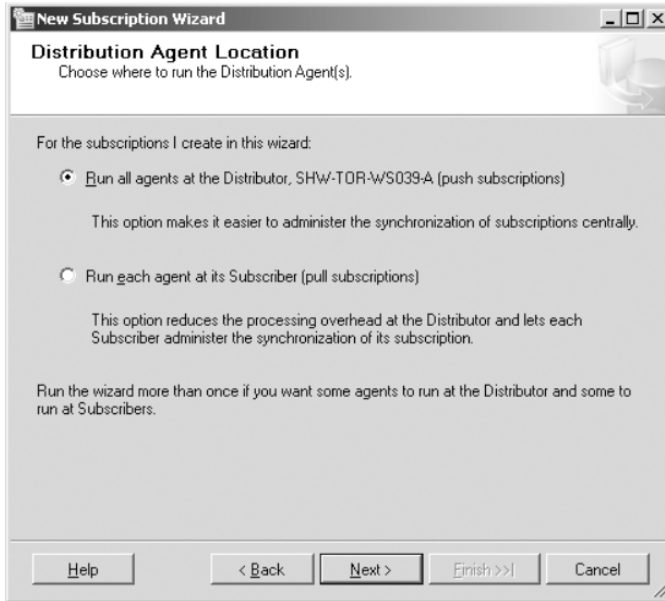 New Subscription Wizard
Distribution Agent Location
Choose where to run the Distribution Agent(s).
For the subscriptions I create in this wizard:
Run all agents at the Distributor, SHW-TOR-WS039-A (push subscriptions)
This option makes it easier to administer the synchronization of subscriptions centrally.
Run each agent at its Subscriber (pull subscriptions)
This option reduces the processing overhead at the Distributor and lets each
Subscriber administer the synchronization of its subscription.
Run the wizard more than once if you want some agents to run at the Distributor and some to
run at Subscribers.
Help < Back Next > Finish >>| Cancel